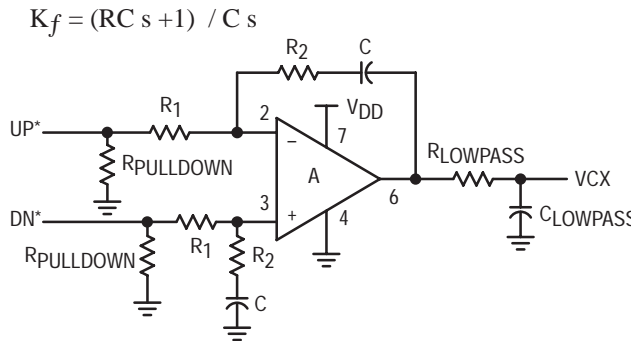 Kf = (RC s +1) / C s
R2
C
VDD
R1
2
7
UP*
RPULLDOWN
−
A
RLOWPASS
6
VCX
3
DN*
+
4
CLOWPASS
R1
RPULLDOWN
R2
C